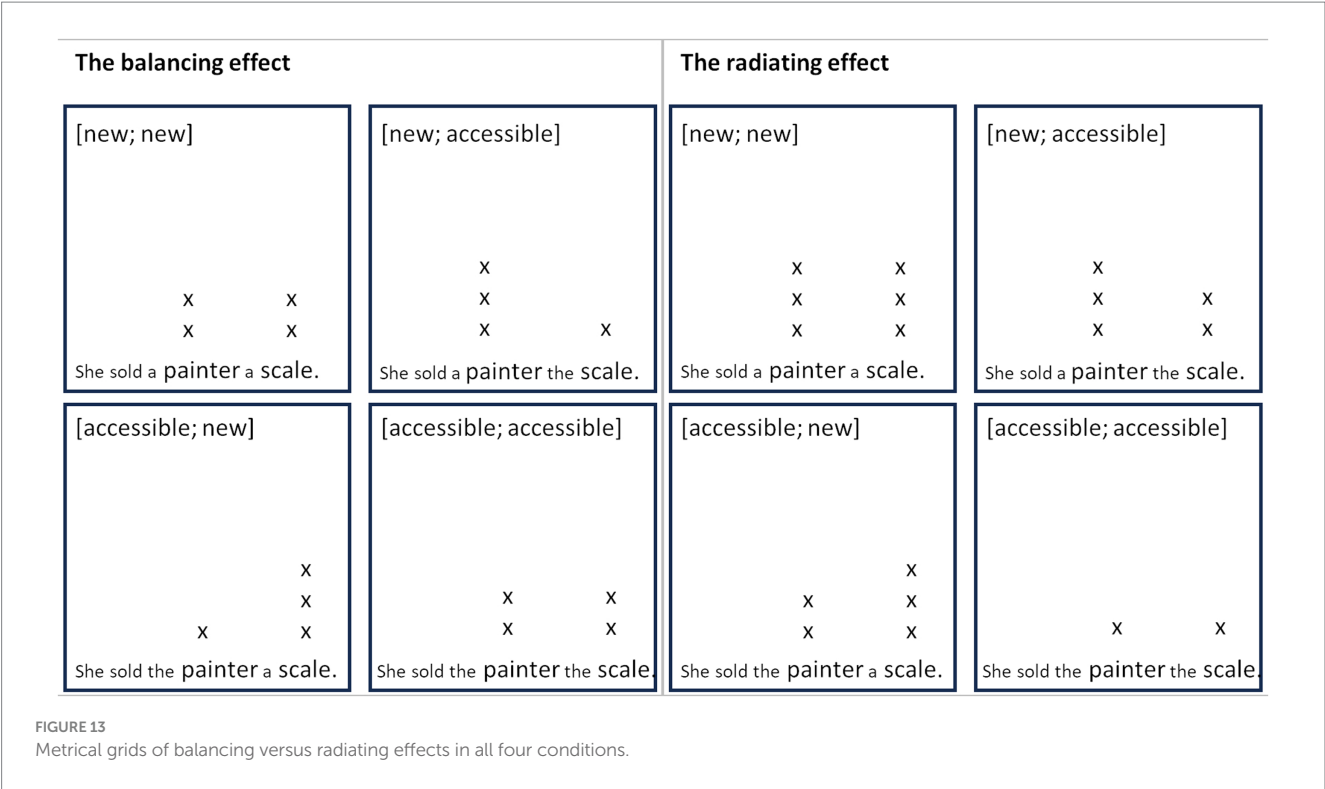 The balancing effect
The radiating effect
[new; new]
x x
x x
She sold a painter a scale.
[new; accessible]
x
x
x x
She sold a painter the scale.
[new; new]
x x
x x
x x
She sold a painter a scale.
[new; accessible]
x
x x
x x
She sold a painter the scale.
[accessible; new]
x
x
x x
She sold the painter a scale.
[accessible; accessible]
x x
x x
She sold the painter the scale.
[accessible; new]
x
x x
x x
She sold the painter a scale.
[accessible; accessible]
x x
She sold the painter the scale.
FIGURE 13
Metrical grids of balancing versus radiating effects in all four conditions.